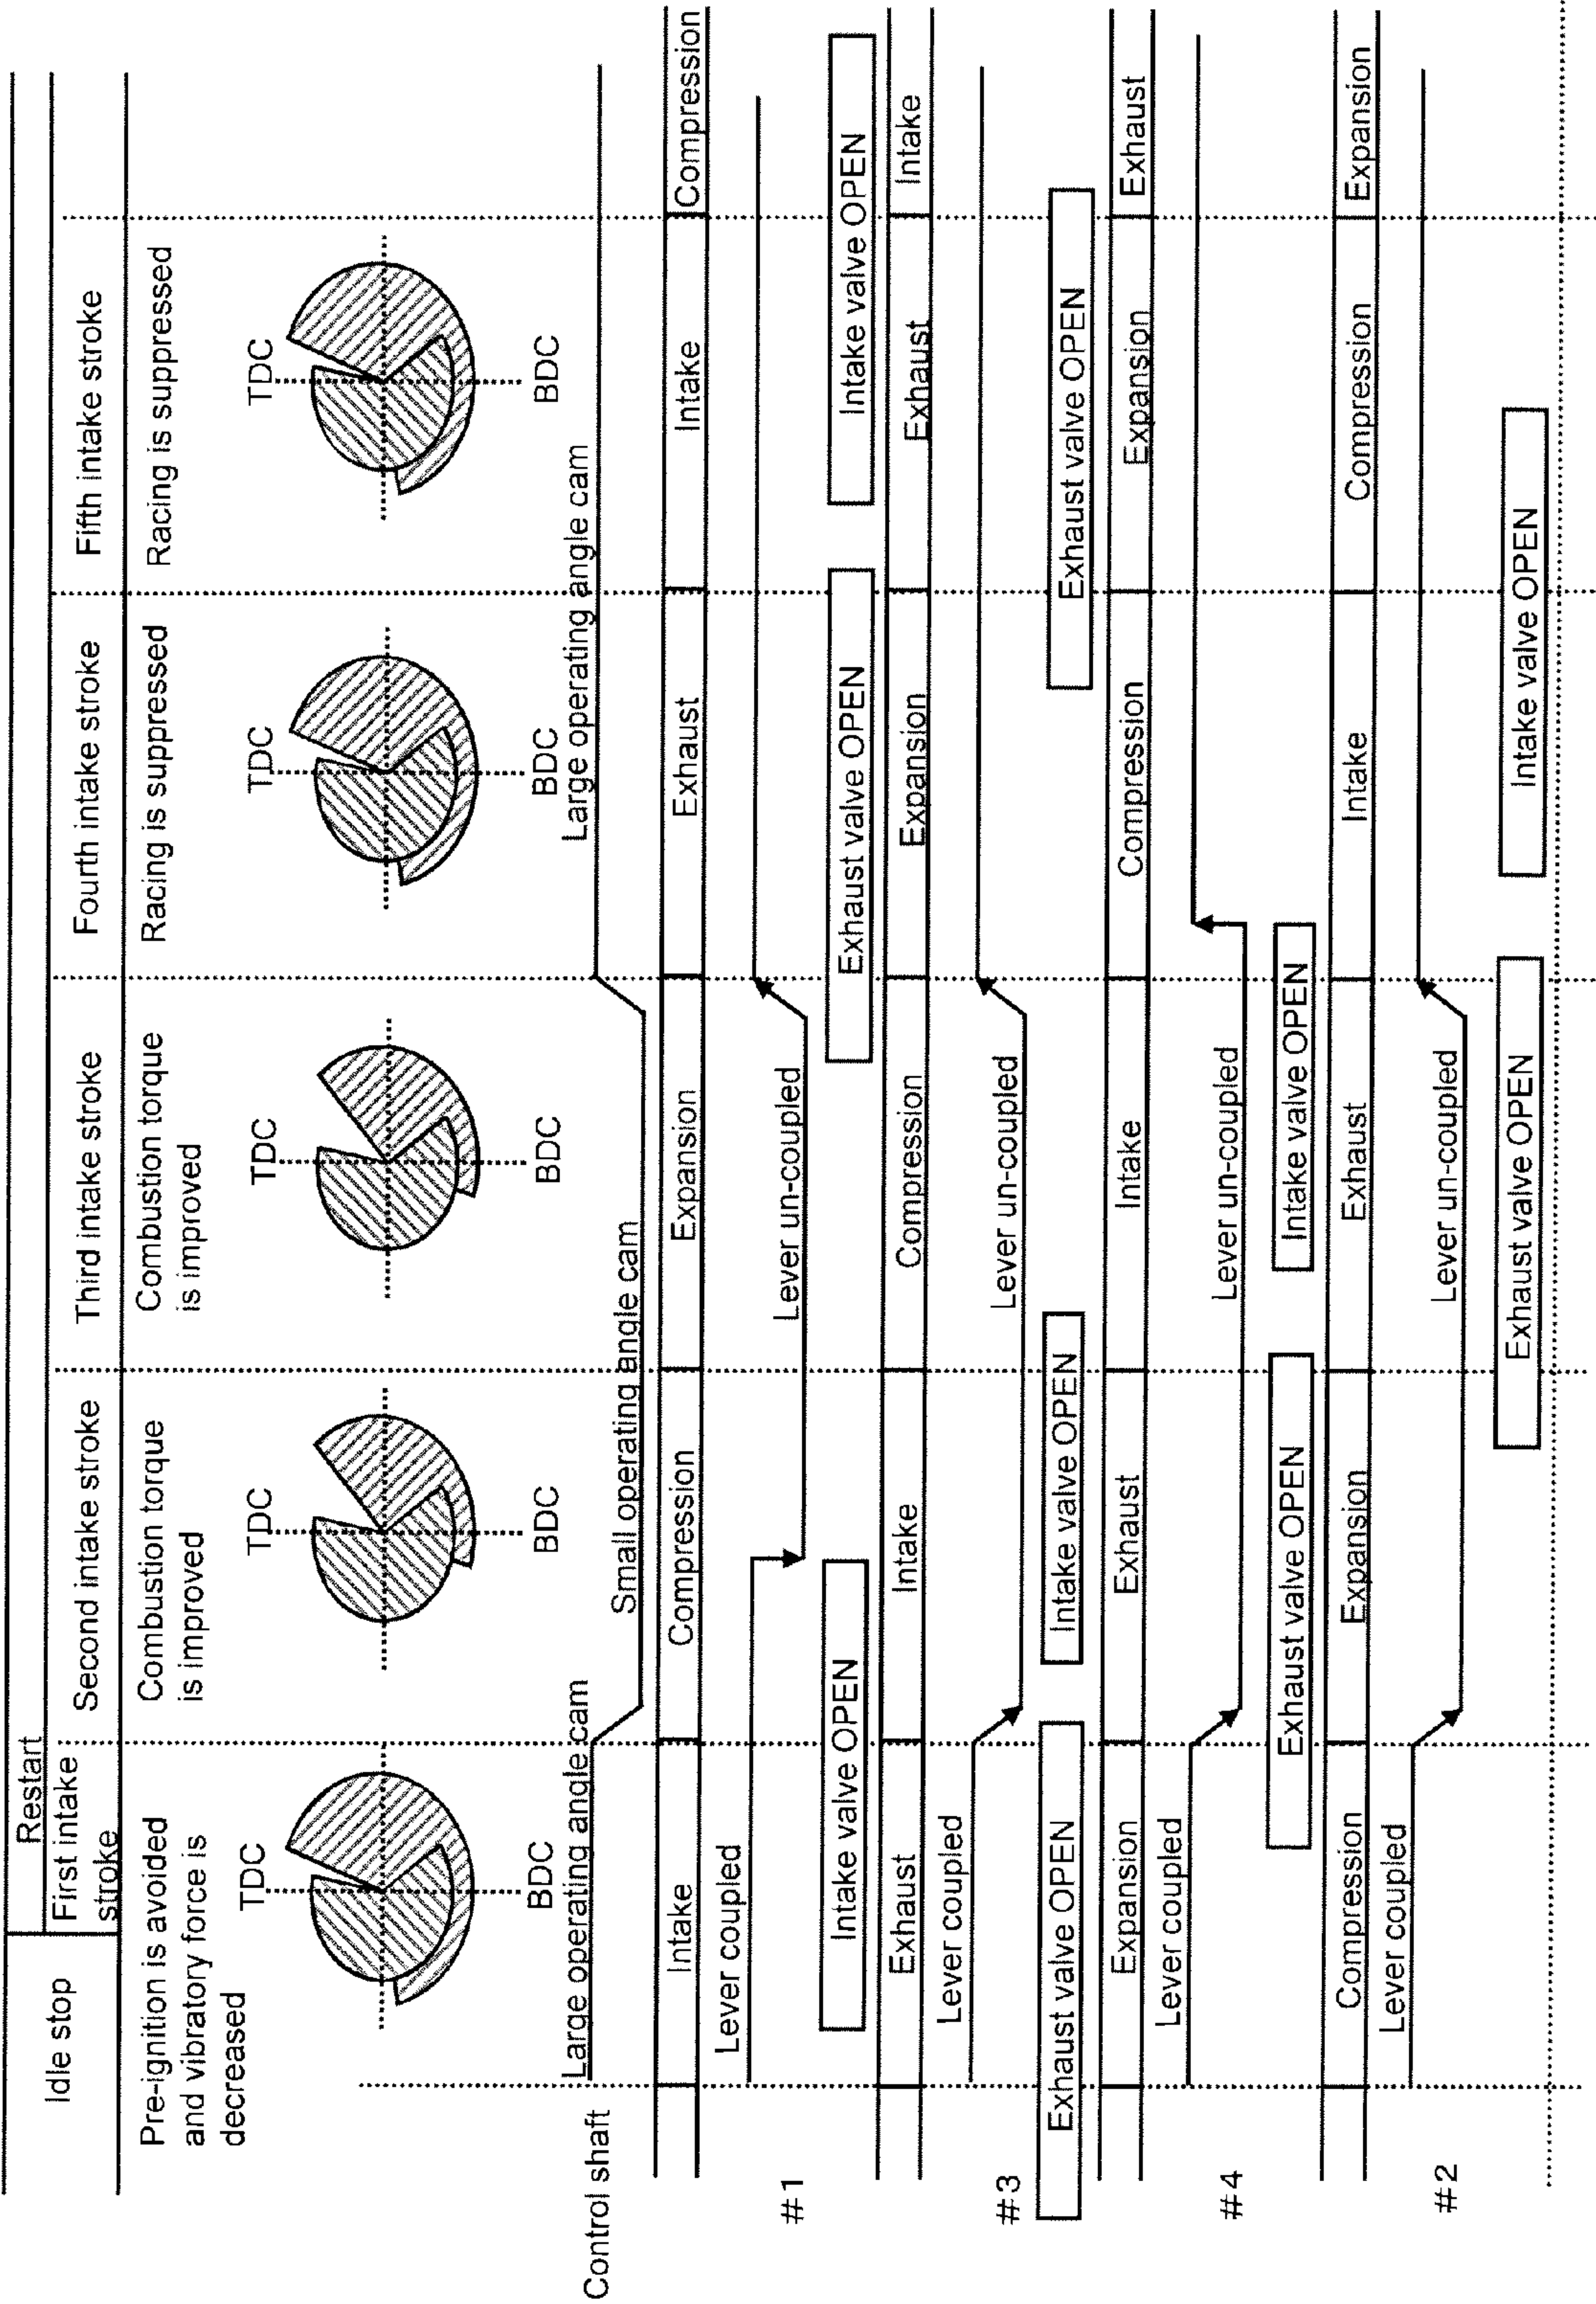 Restart
Idle stop
First intake
stroke
Second intake stroke
Third intake stroke
Fourth intake stroke
Fifth intake stroke
Pre-ignition is avoided
and vibratory force is
decreased
Combustion torque
is improved
Combustion torque
is improved
Racing is suppressed
Racing is suppressed
TDC
TDC
TDC
TDC
TDC
BDC
BDC
BDC
BDC
BDC
Control shaft
Large operating angle cam
Small operating angle cam
Large operating angle cam
Intake
Compression
Expansion
Exhaust
Intake
Compression
#1
Lever coupled
Lever un-coupled
Intake valve OPEN
Exhaust valve OPEN
Intake valve OPEN
Exhaust
Intake
Compression
Expansion
Exhaust
Intake
#3
Lever coupled
Lever un-coupled
Exhaust valve OPEN
Intake valve OPEN
Exhaust valve OPEN
Expansion
Exhaust
Intake
Compression
Expansion
Exhaust
#4
Lever coupled
Lever un-coupled
Exhaust valve OPEN
Intake valve OPEN
Compression
Expansion
Exhaust
Intake
Compression
Expansion
#2
Lever coupled
Lever un-coupled
Exhaust valve OPEN
Intake valve OPEN